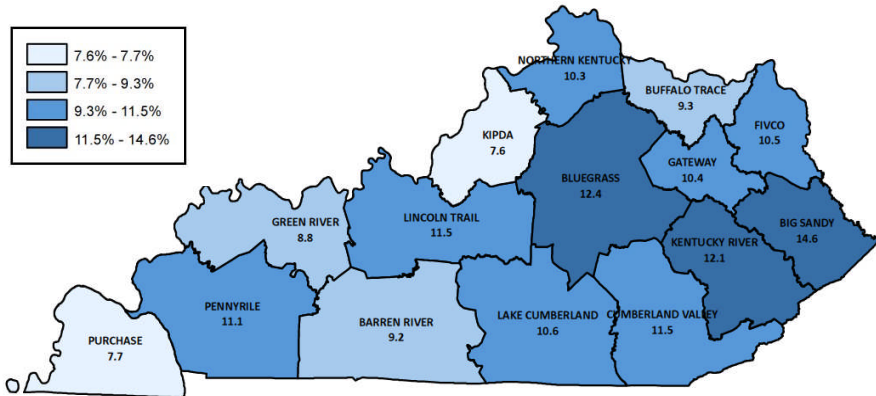 7.6% - 7.7%
7.7% - 9.3%
9.3% - 11.5%
11.5% - 14.6%
NORTHERN KENTUCKY
10.3
BUFFALO TRACE
9.3
FIVCO
10.5
KIPDA
7.6
GATEWAY
10.4
BLUEGRASS
12.4
GREEN RIVER
8.8
LINCOLN TRAIL
11.5
BIG SANDY
14.6
KENTUCKY RIVER
12.1
PENNYRILE
11.1
BARREN RIVER
9.2
LAKE CUMBERLAND
10.6
CUMBERLAND VALLEY
11.5
PURCHASE
7.7